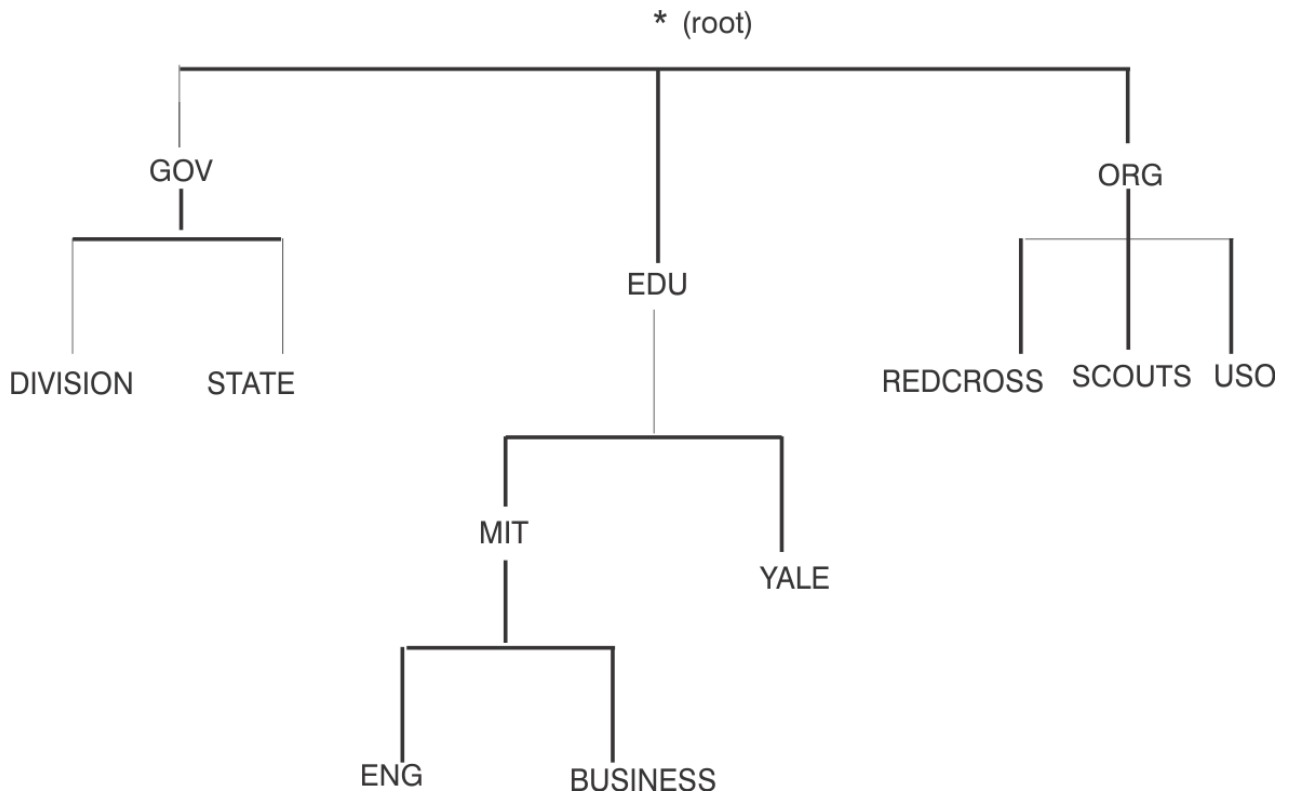 * (root)
GOV
ORG
EDU
DIVISION
STATE
REDCROSS
SCOUTS
USO
MIT
YALE
ENG
BUSINESS